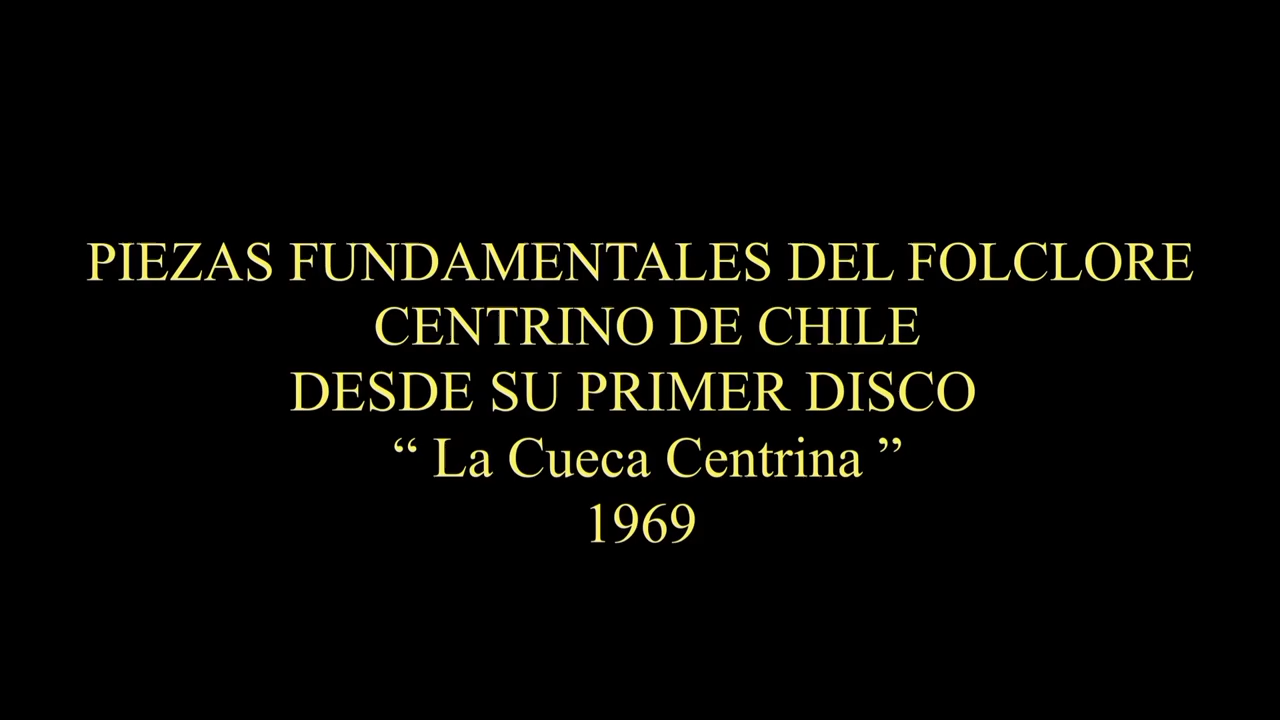 PIEZAS FUNDAMENTALES DEL FOLCLORE
CENTRINO DE CHILE
DESDE SU PRIMER DISCO
“ La Cueca Centrina ”
1969